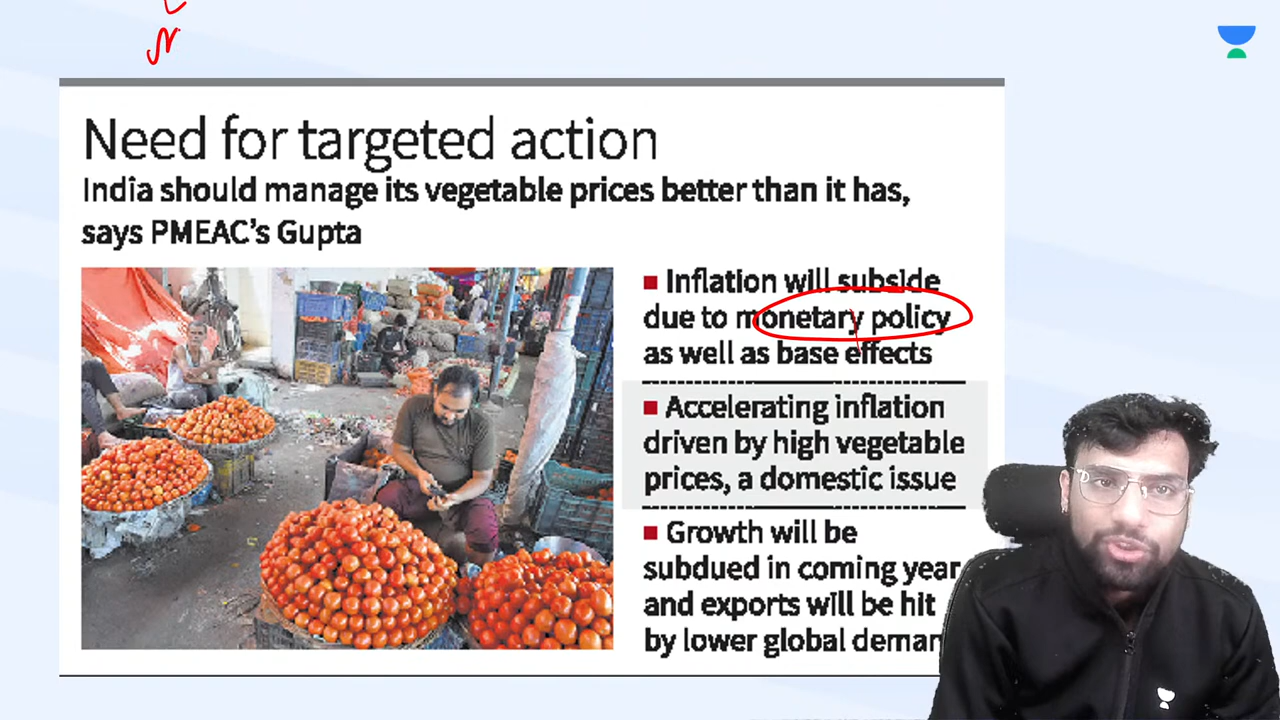 Need for targeted action
India should manage its vegetable prices better than it has,
says PMEAC's Gupta
■ Inflation will subside
due to monetary policy
as well as base effects
■ Accelerating inflation
driven by high vegetable
prices, a domestic issue
■ Growth will be
subdued in coming year
and exports will be hit
by lower global